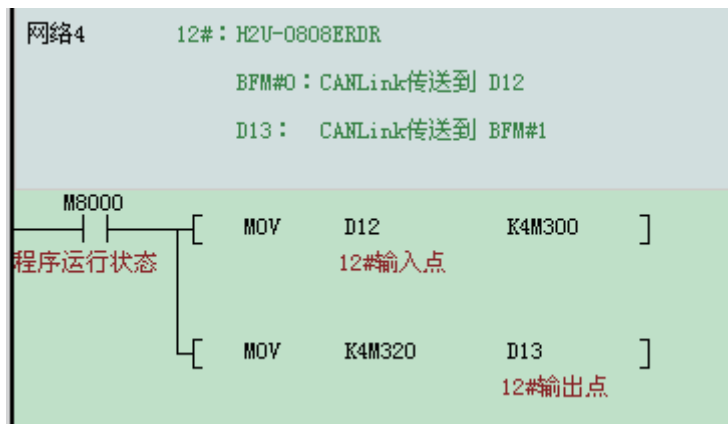 网络4 12#：H2U-0808ERDR
BFM#0：CANLink传送到 D12
D13： CANLink传送到 BFM#1
M8000
[ MOV D12 K4M300 ]
程序运行状态 12#输入点
[ MOV K4M320 D13 ]
12#输出点